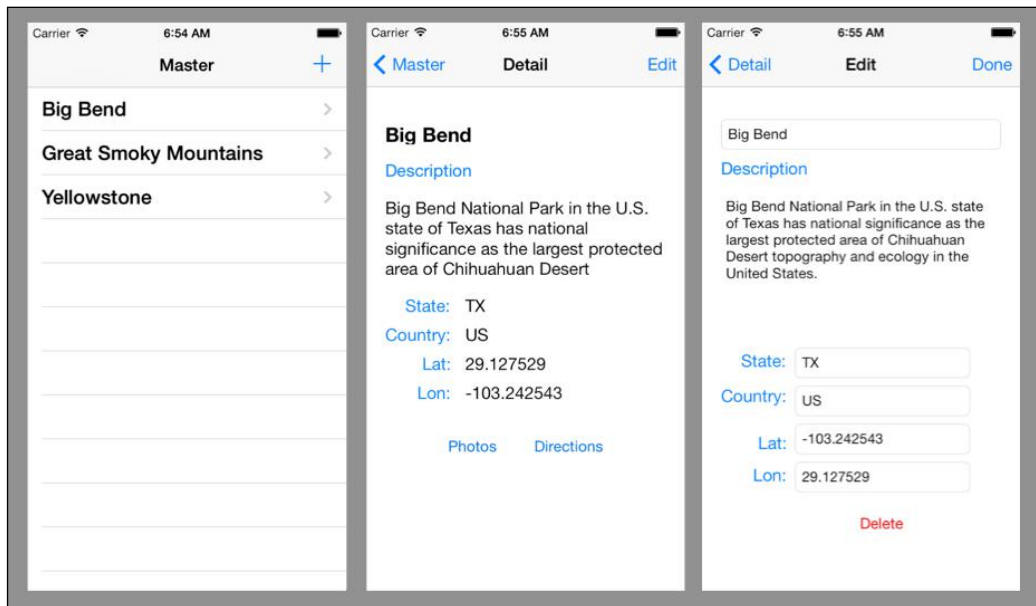 Carrier 6:54 AM
Master +
Big Bend
Great Smoky Mountains
Yellowstone
Carrier 6:55 AM
Master Detail Edit
Big Bend
Description
Big Bend National Park in the U.S.
state of Texas has national
significance as the largest protected
area of Chihuahuan Desert
State: TX
Country: US
Lat: 29.127529
Lon: -103.242543
Photos Directions
Carrier 6:55 AM
Detail Edit Done
Big Bend
Description
Big Bend National Park in the U.S. state
of Texas has national significance as the
largest protected area of Chihuahuan
Desert topography and ecology in the
United States.
State: TX
Country: US
Lat: -103.242543
Lon: 29.127529
Delete